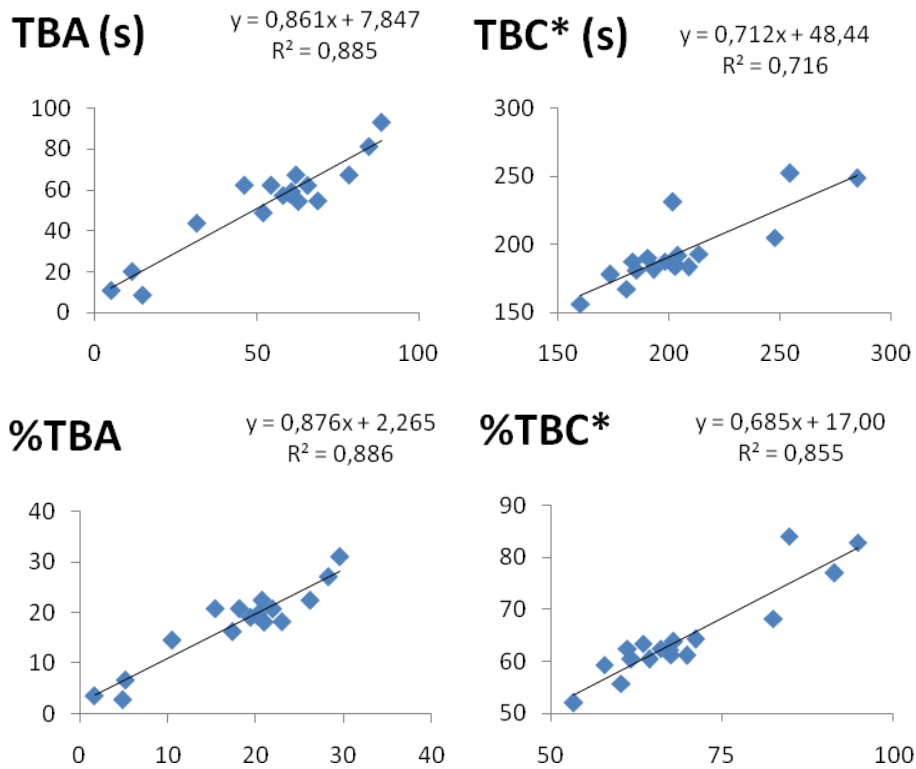 TBA (s)
y = 0,861x + 7,847
R² = 0,885
100
80
60
40
20
0
0 50 100
TBC* (s)
y = 0,712x + 48,44
R² = 0,716
300
250
200
150
150 200 250 300
%TBA
y = 0,876x + 2,265
R² = 0,886
40
30
20
10
0
0 10 20 30 40
%TBC*
y = 0,685x + 17,00
R² = 0,855
90
80
70
60
50
50 75 100